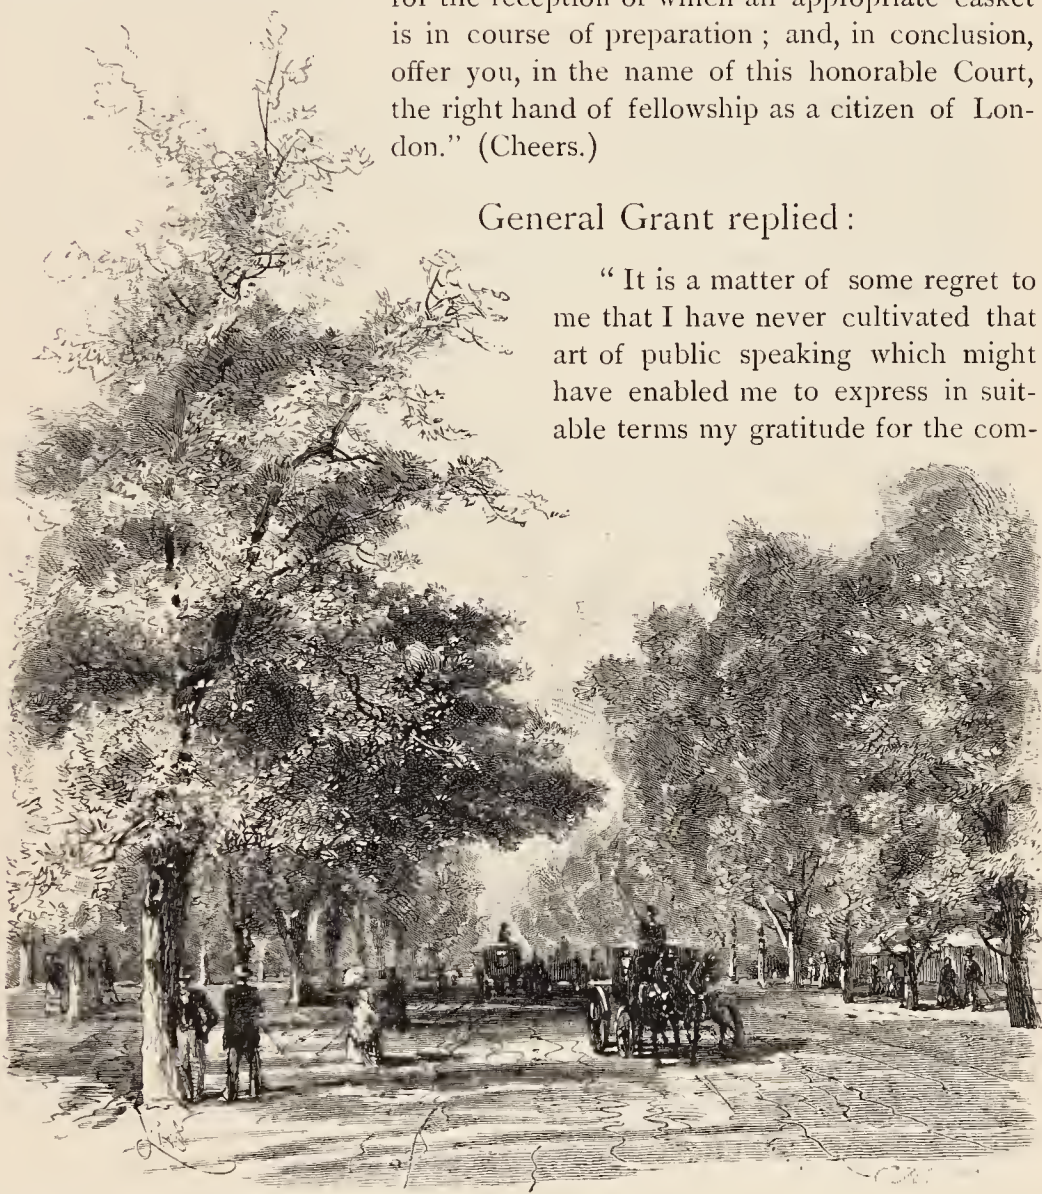 is in course of preparation ; and, in conclusion,
offer you, in the name of this honorable Court,
the right hand of fellowship as a citizen of Lon-
don.” (Cheers.)
General Grant replied :
“ It is a matter of some regret to
me that I have never cultivated that
art of public speaking which might
have enabled me to express in suit-
able terms my gratitude for the com-